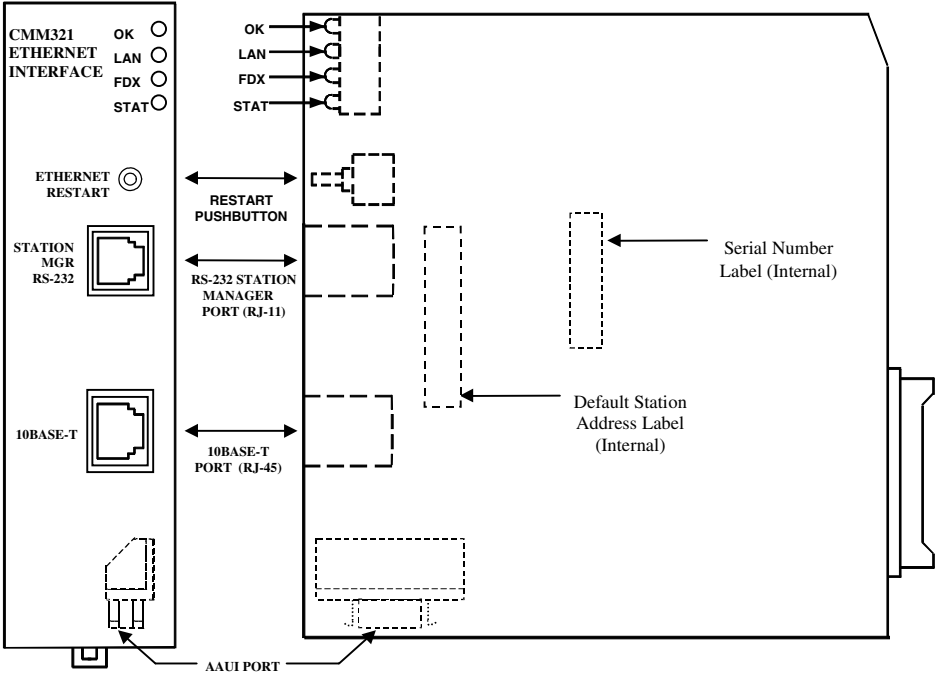 CMM321
ETHERNET
INTERFACE
OK
LAN
FDX
STAT
OK
LAN
FDX
STAT
ETHERNET
RESTART
RESTART
PUSHBUTTON
STATION
MGR
RS-232
RS-232 STATION
MANAGER
PORT (RJ-11)
Serial Number
Label (Internal)
Default Station
Address Label
(Internal)
10BASE-T
10BASE-T
PORT (RJ-45)
AAUI PORT